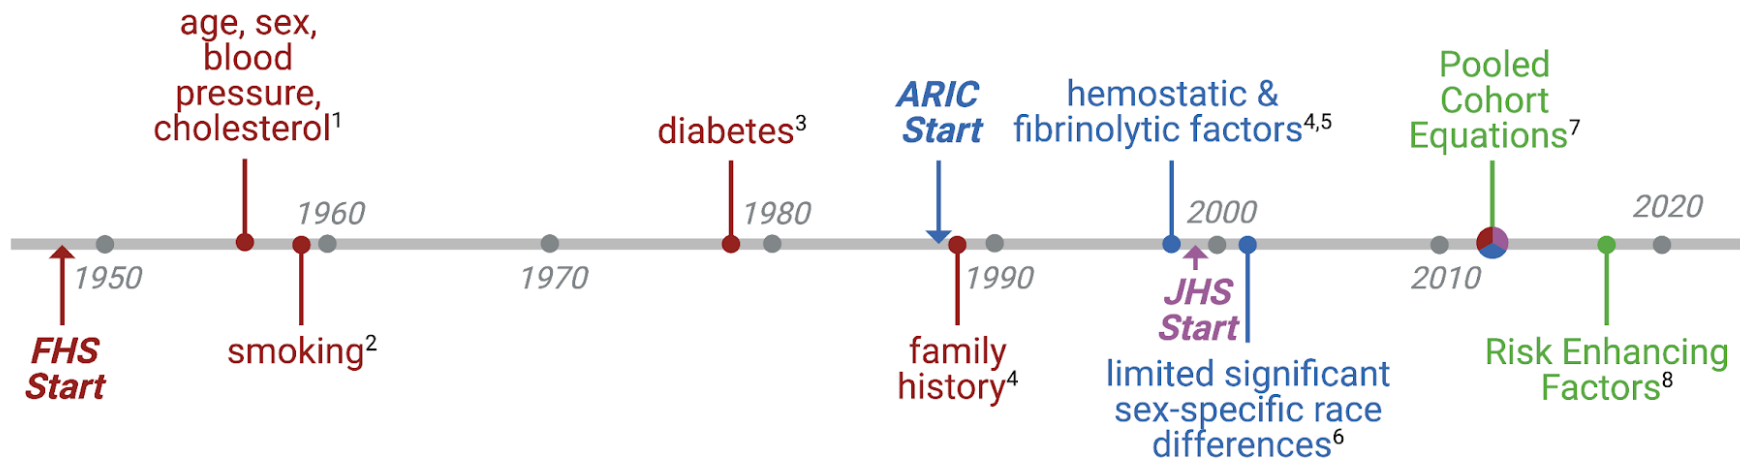 age, sex,
blood
pressure,
cholesterol1
diabetes3
ARIC
Start
hemostatic &
fibrinolytic factors4,5
Pooled
Cohort
Equations7
1960
1980
2000
2020
1950
1970
1990
2010
FHS
Start
smoking2
family
history4
JHS
Start
limited significant
sex-specific race
differences6
Risk Enhancing
Factors8